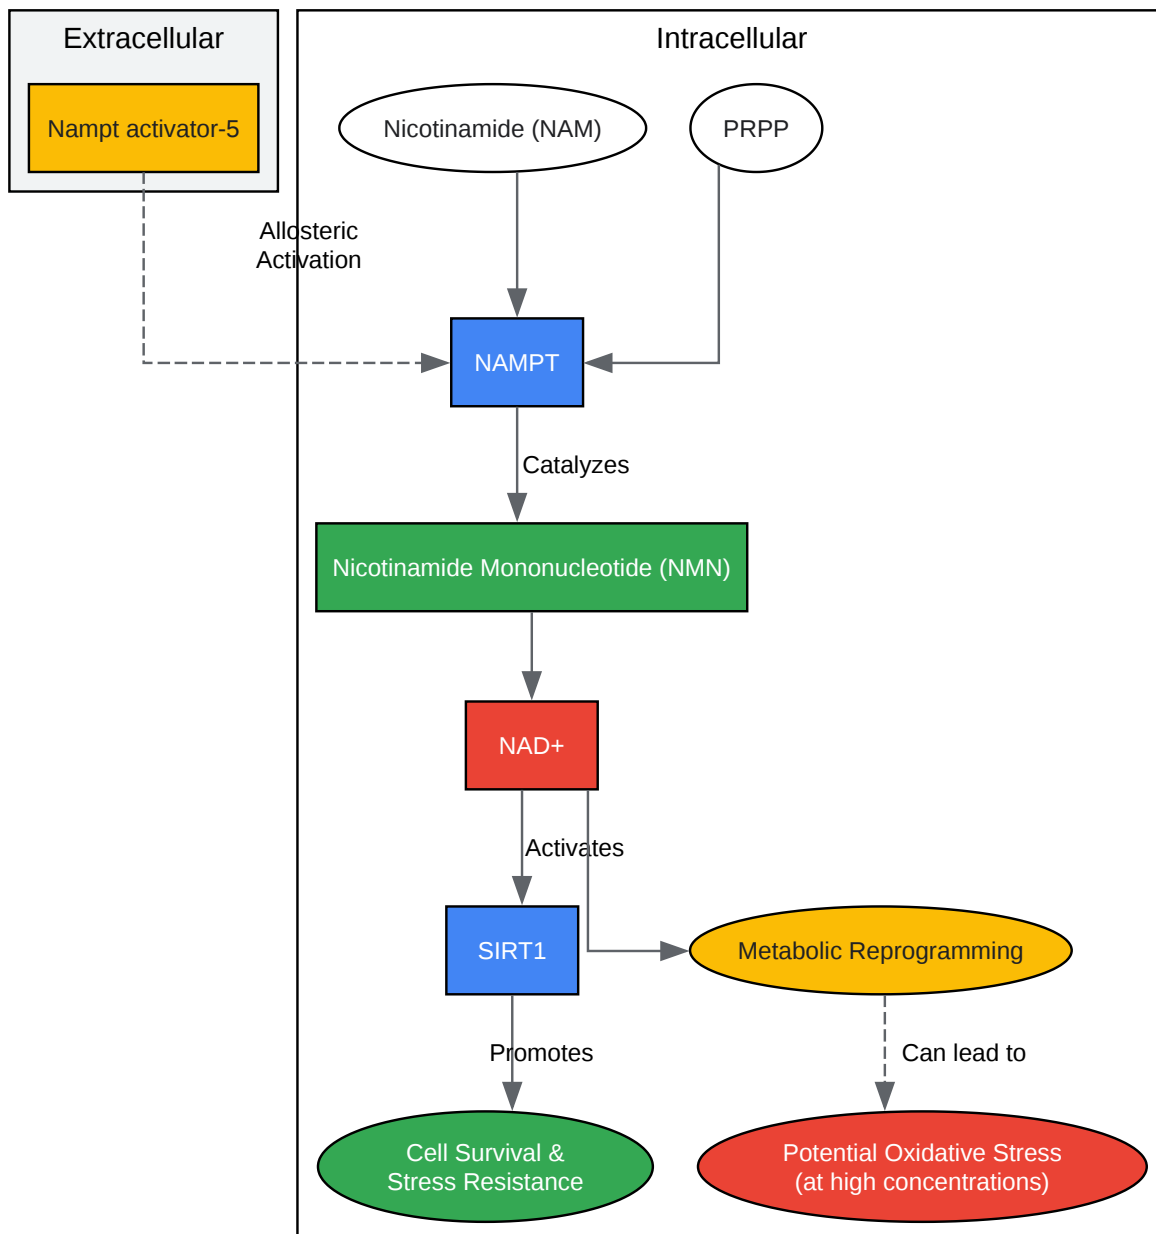 Extracellular
Intracellular
Nampt activator-5
Nicotinamide (NAM)
PRPP
Allosteric
Activation
NAMPT
Catalyzes
Nicotinamide Mononucleotide (NMN)
NAD+
Activates
SIRT1
Metabolic Reprogramming
Promotes
Can lead to
Cell Survival &
Stress Resistance
Potential Oxidative Stress
(at high concentrations)